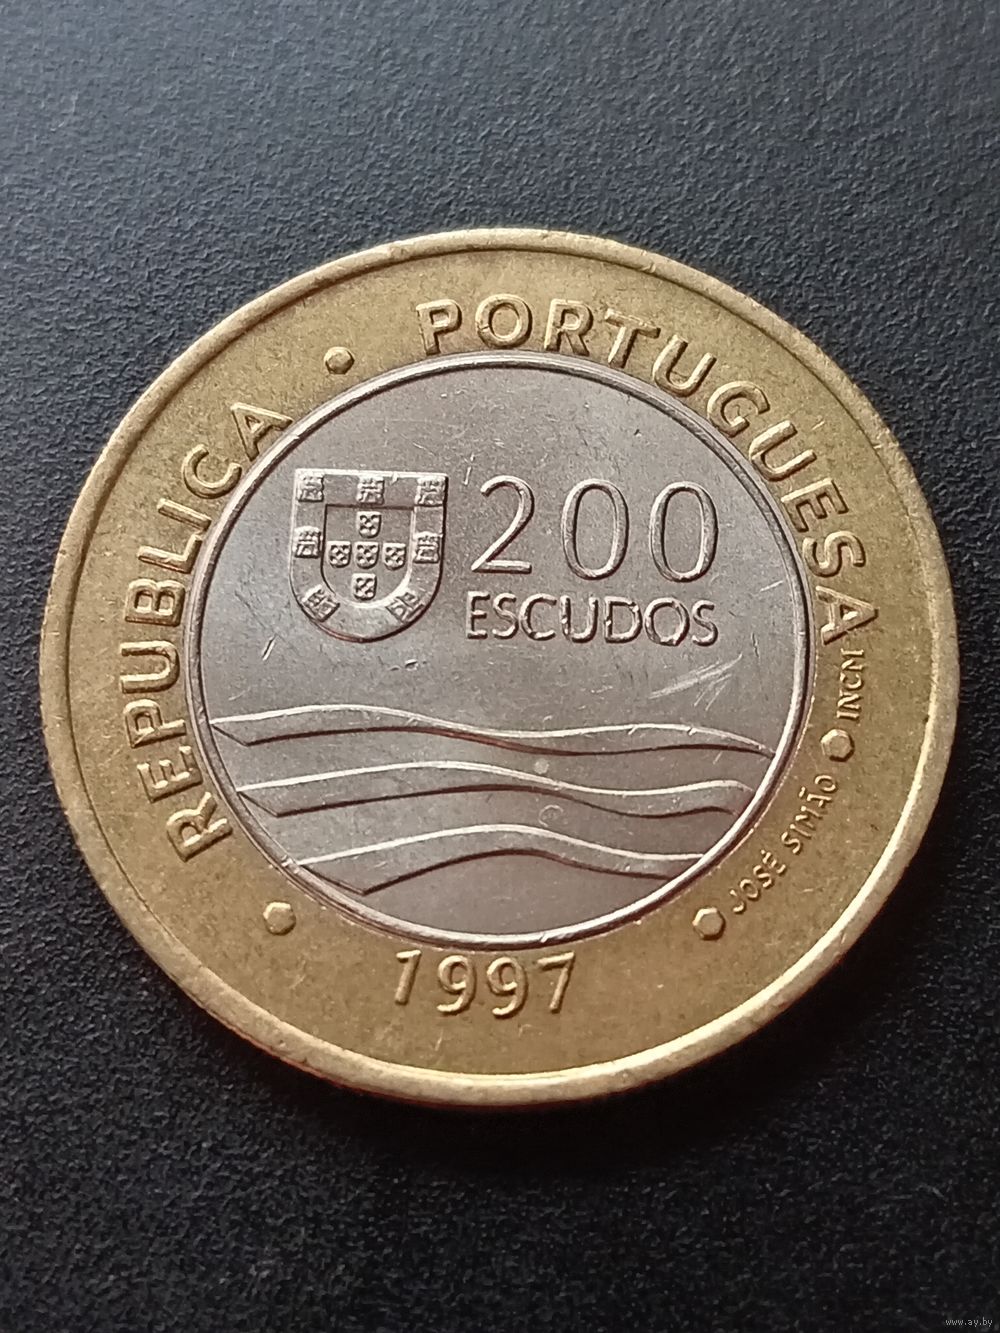 REPUBLICA • PORTUGUESA
INCM
JOSÉ SIMÃO
200
ESCUDOS
1997
www.ay.by